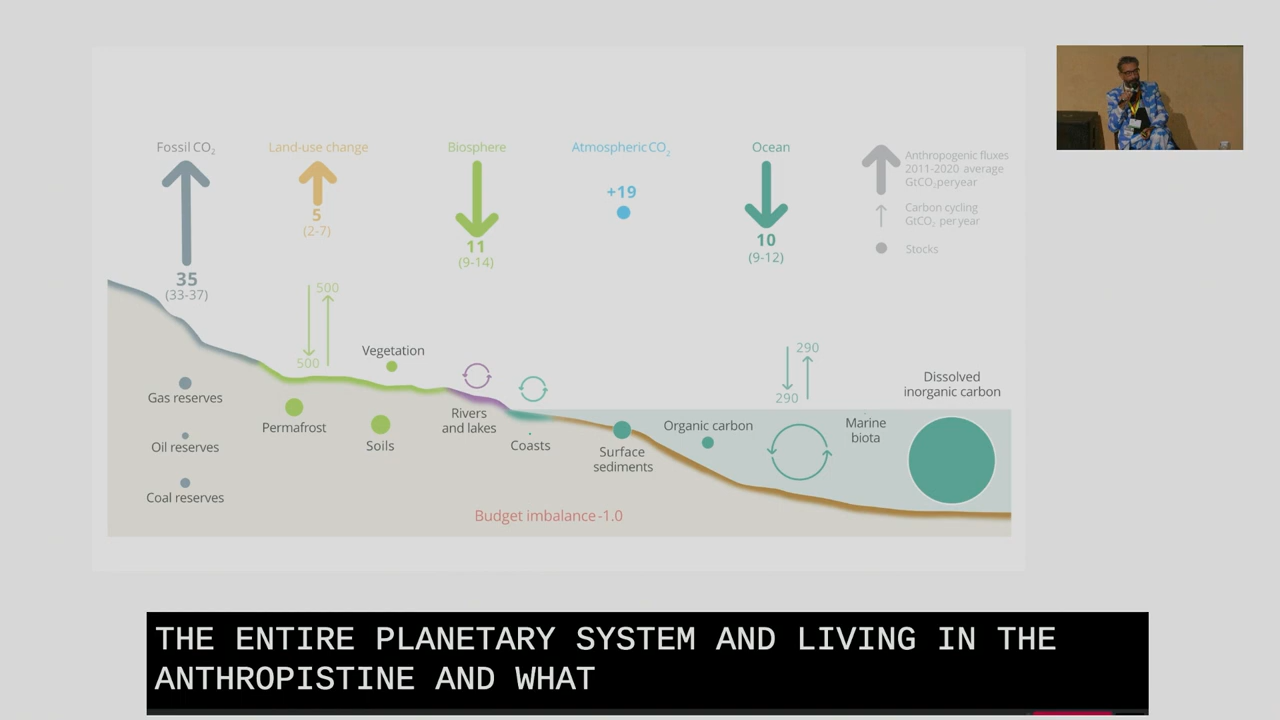 Fossil CO₂
Land-use change
Biosphere
Atmospheric CO₂
Ocean
+19
5
(2-7)
11
(9-14)
10
(9-12)
35
(33-37)
Anthropogenic fluxes
2011-2020 average
GtCO₂ per year
Carbon cycling
GtCO₂ per year
Stocks
500
500
290
290
Vegetation
Gas reserves
Permafrost
Soils
Rivers
and lakes
Coasts
Surface
sediments
Organic carbon
Marine
biota
Dissolved
inorganic carbon
Oil reserves
Coal reserves
Budget imbalance -1.0
THE ENTIRE PLANETARY SYSTEM AND LIVING IN THE
ANTHROPISTINE AND WHAT